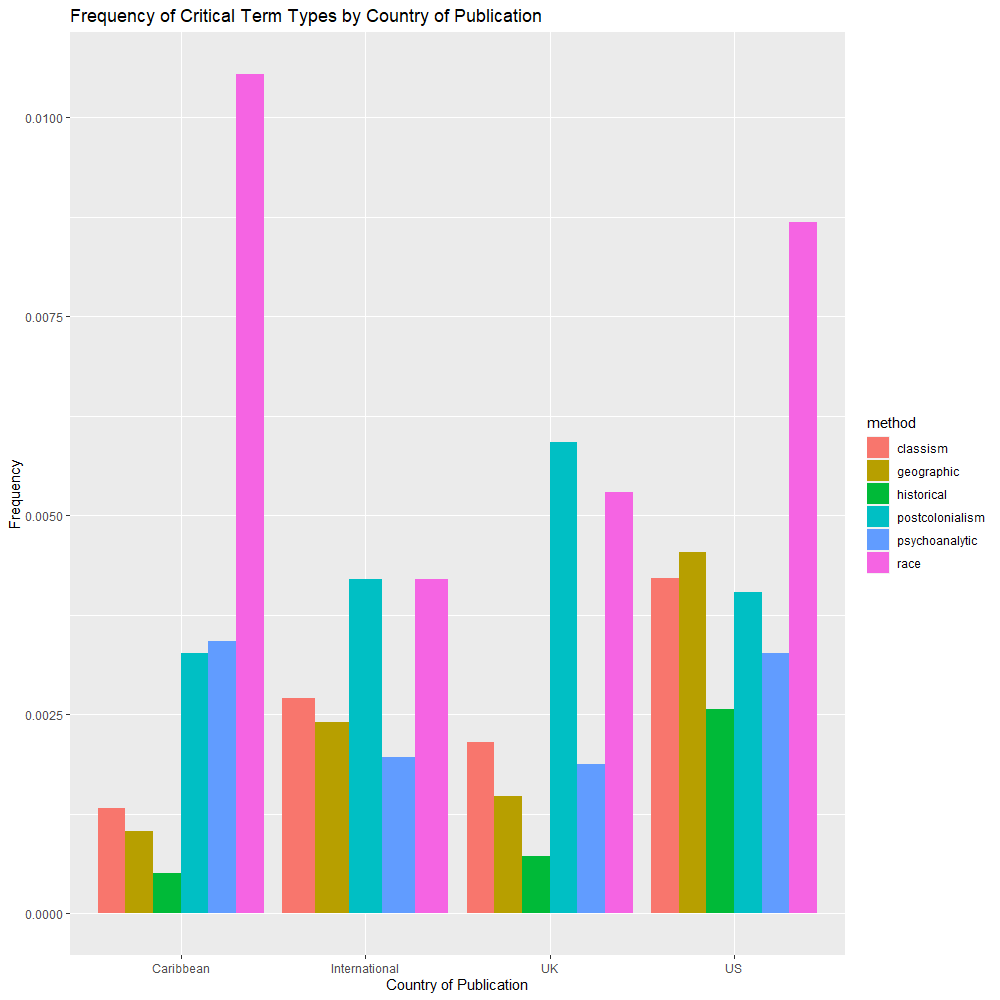 Frequency of Critical Term Types by Country of Publication
0.0100
0.0075
0.0050
0.0025
0.0000
Frequency
Caribbean International UK US
Country of Publication
method
classism
geographic
historical
postcolonialism
psychoanalytic
race